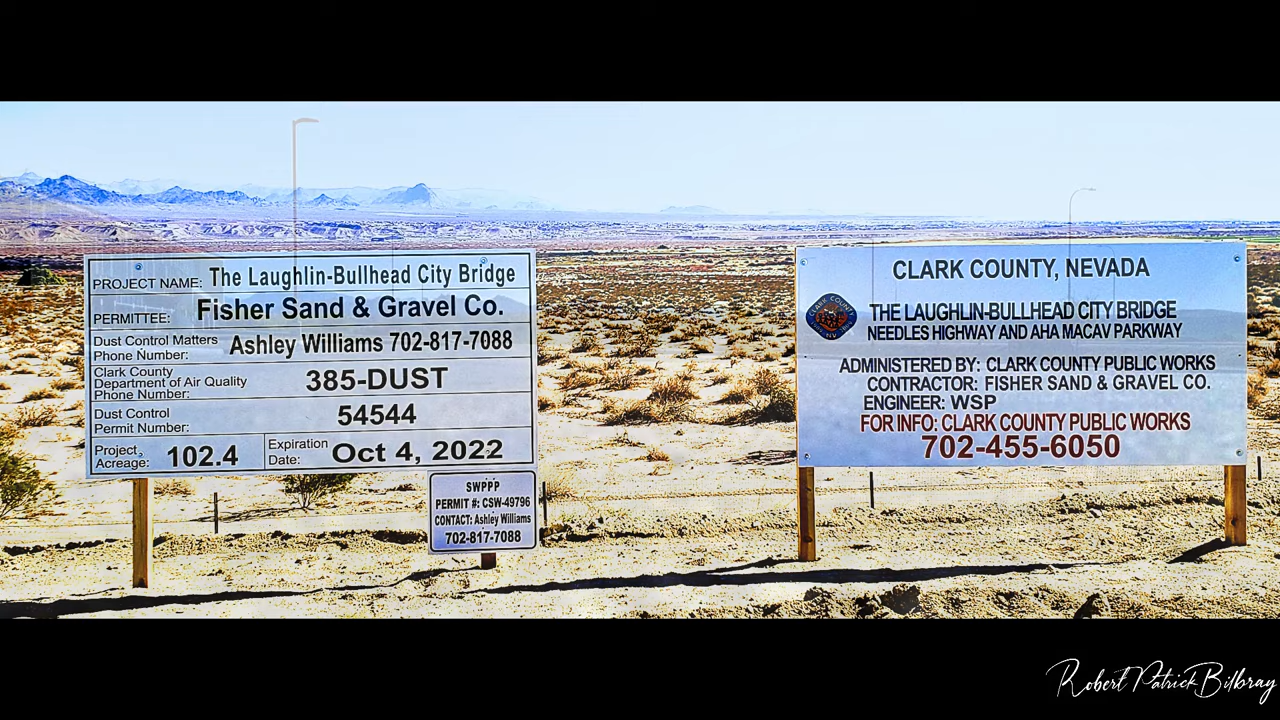 PROJECT NAME: The Laughlin-Bullhead City Bridge
PERMITTEE: Fisher Sand & Gravel Co.
Dust Control Matters
Phone Number: Ashley Williams 702-817-7088
Clark County
Department of Air Quality
Phone Number: 385-DUST
Dust Control
Permit Number: 54544
Project
Acreage: 102.4
Expiration
Date: Oct 4, 2022
SWPPP
PERMIT #: CSW-49796
CONTACT: Ashley Williams
702-817-7088
CLARK COUNTY, NEVADA
CLARK COUNTY
THE LAUGHLIN-BULLHEAD CITY BRIDGE
NEEDLES HIGHWAY AND AHA MACAV PARKWAY
ADMINISTERED BY: CLARK COUNTY PUBLIC WORKS
CONTRACTOR: FISHER SAND & GRAVEL CO.
ENGINEER: WSP
FOR INFO: CLARK COUNTY PUBLIC WORKS
702-455-6050
Robert Patrick Bilbray